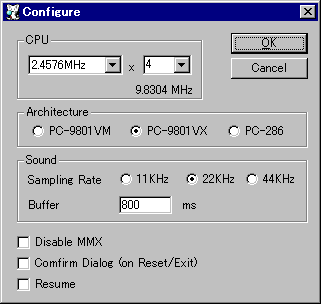 Configure
CPU
2.4576MHz x 4
9.8304 MHz
OK
Cancel
Architecture
PC-9801VM PC-9801VX PC-286
Sound
Sampling Rate 11KHz 22KHz 44KHz
Buffer 800 ms
Disable MMX
Comfirm Dialog (on Reset/Exit)
Resume